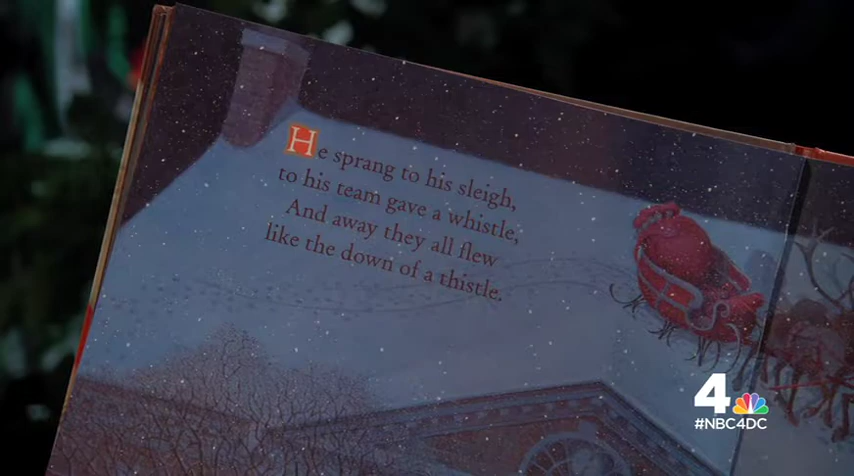 He sprang to his sleigh,
to his team gave a whistle,
And away they all flew
like the down of a thistle.
4
#NBC4DC